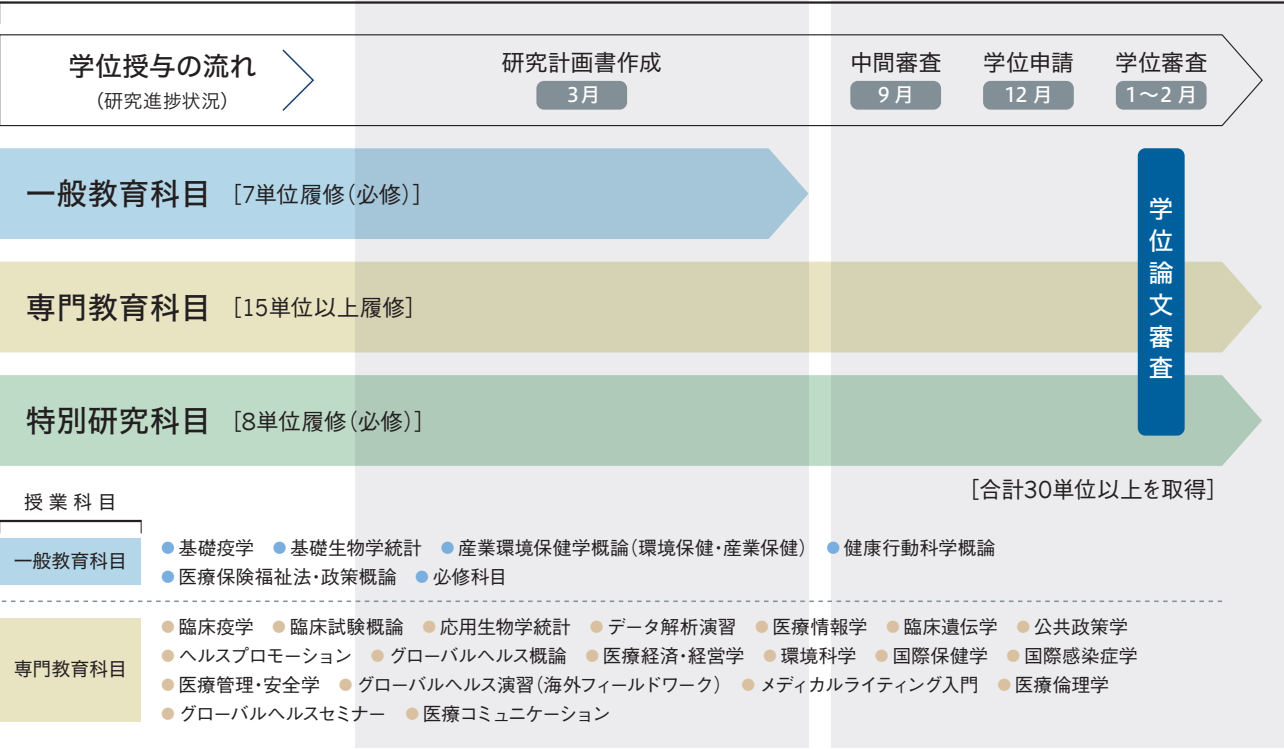 学位授与の流れ
(研究進捗状況)
研究計画書作成
3月
中間審査
9月
学位申請
12月
学位審査
1～2月
一般教育科目 [7単位履修(必修)]
専門教育科目 [15単位以上履修]
特別研究科目 [8単位履修(必修)]
学位論文審査
[合計30単位以上を取得]
授業科目
一般教育科目
●基礎疫学 ●基礎生物学統計 ●産業環境保健学概論(環境保健・産業保健) ●健康行動科学概論
●医療保険福祉法・政策概論 ●必修科目
専門教育科目
●臨床疫学 ●臨床試験概論 ●応用生物学統計 ●データ解析演習 ●医療情報学 ●臨床遺伝学 ●公共政策学
●ヘルスプロモーション ●グローバルヘルス概論 ●医療経済・経営学 ●環境科学 ●国際保健学 ●国際感染症学
●医療管理・安全学 ●グローバルヘルス演習(海外フィールドワーク) ●メディカルライティング入門 ●医療倫理学
●グローバルヘルスセミナー ●医療コミュニケーション